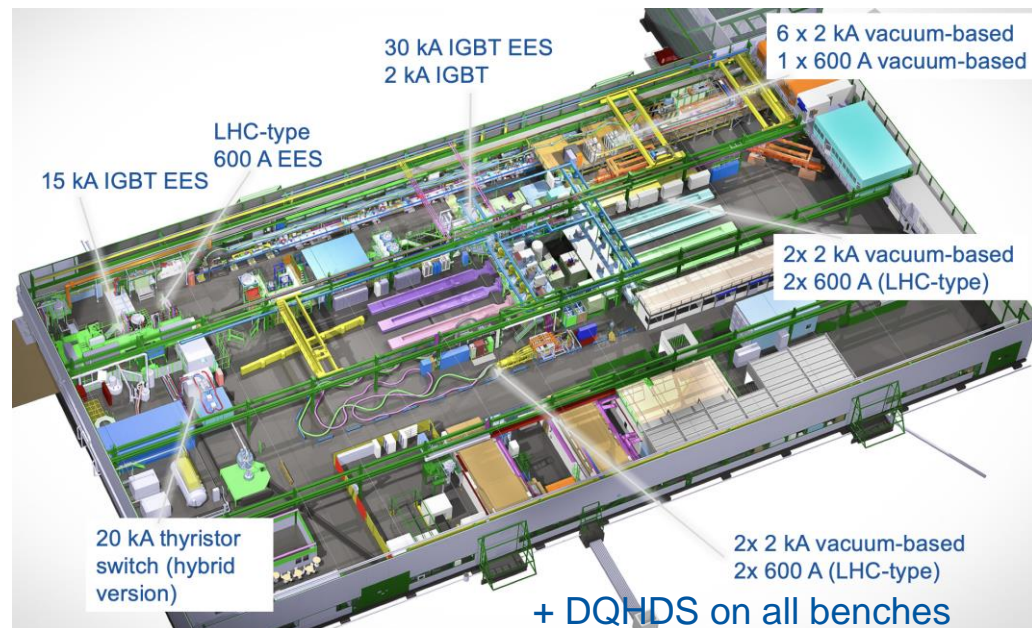 30 kA IGBT EES
2 kA IGBT
6 x 2 kA vacuum-based
1 x 600 A vacuum-based
LHC-type
600 A EES
15 kA IGBT EES
2x 2 kA vacuum-based
2x 600 A (LHC-type)
20 kA thyristor
switch (hybrid
version)
2x 2 kA vacuum-based
2x 600 A (LHC-type)
+ DQHDS on all benches